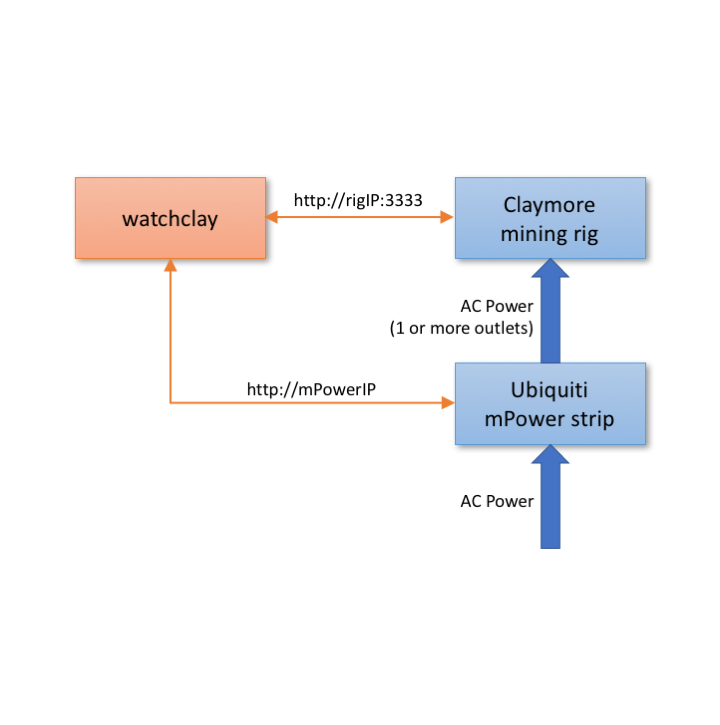 watchclay
http://rigIP:3333
Claymore
mining rig
AC Power
(1 or more outlets)
http://mPowerIP
Ubiquiti
mPower strip
AC Power